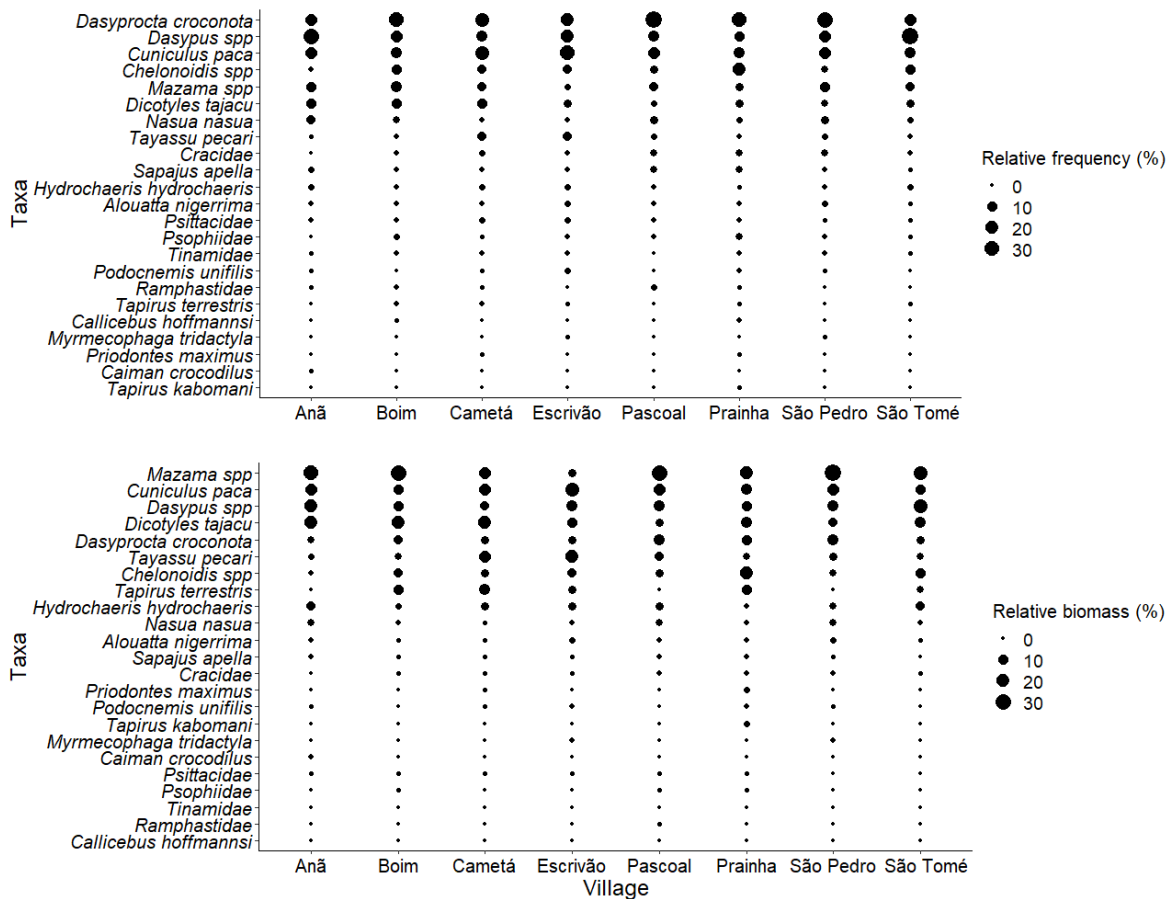 Taxa
Dasyprocta croconota
Dasypus spp
Cuniculus paca
Chelonoidis spp
Mazama spp
Dicotyles tajacu
Nasua nasua
Tayassu pecari
Cracidae
Sapajus apella
Hydrochaeris hydrochaeris
Alouatta nigerrima
Psittacidae
Psophiidae
Tinamidae
Podocnemis unifilis
Ramphastidae
Tapirus terrestris
Callicebus hoffmannsi
Myrmecophaga tridactyla
Priodontes maximus
Caiman crocodilus
Tapirus kabomani
Anã Boim Cametá Escrivão Pascoal Prainha São Pedro São Tomé
Relative frequency (%)
0
10
20
30
Taxa
Mazama spp
Cuniculus paca
Dasypus spp
Dicotyles tajacu
Dasyprocta croconota
Tayassu pecari
Chelonoidis spp
Tapirus terrestris
Hydrochaeris hydrochaeris
Nasua nasua
Alouatta nigerrima
Sapajus apella
Cracidae
Priodontes maximus
Podocnemis unifilis
Tapirus kabomani
Myrmecophaga tridactyla
Caiman crocodilus
Psittacidae
Psophiidae
Tinamidae
Ramphastidae
Callicebus hoffmannsi
Anã Boim Cametá Escrivão Pascoal Prainha São Pedro São Tomé
Village
Relative biomass (%)
0
10
20
30